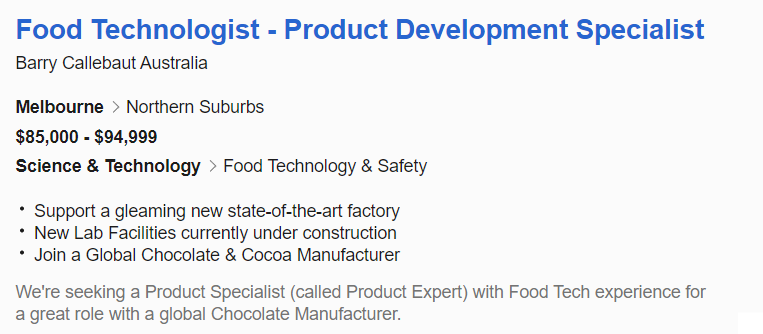 Food Technologist - Product Development Specialist
Barry Callebaut Australia
Melbourne > Northern Suburbs
$85,000 - $94,999
Science & Technology > Food Technology & Safety
• Support a gleaming new state-of-the-art factory
• New Lab Facilities currently under construction
• Join a Global Chocolate & Cocoa Manufacturer
We're seeking a Product Specialist (called Product Expert) with Food Tech experience for
a great role with a global Chocolate Manufacturer.